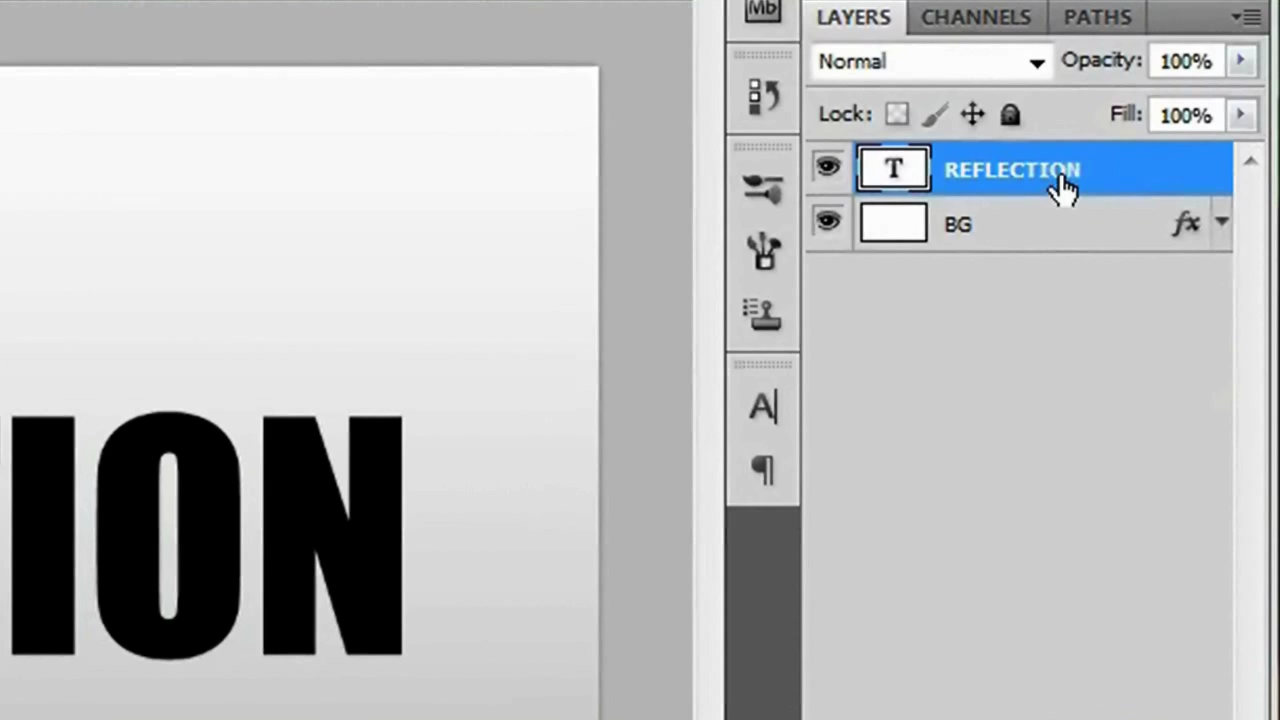 Mb
LAYERS CHANNELS PATHS
Normal Opacity: 100%
Lock: Fill: 100%
T REFLECTION
BG fx
ION
A
¶